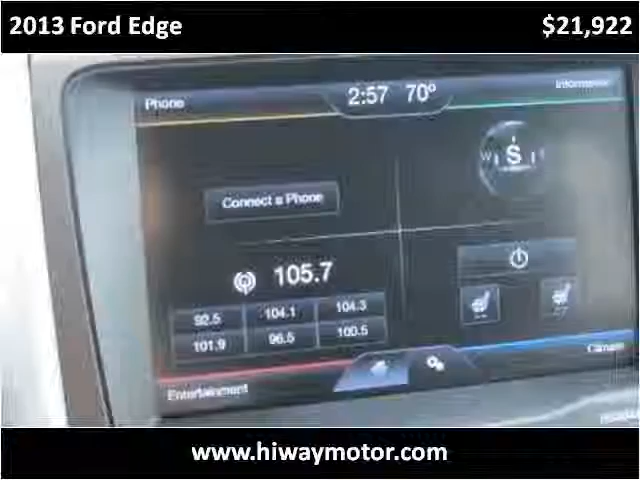 2013 Ford Edge $21,922
Phone 2:57 70° Information
W S
Connect a Phone
105.7
92.5 104.1 104.3
101.9 96.5 100.5
Entertainment Climate
www.hiwaymotor.com